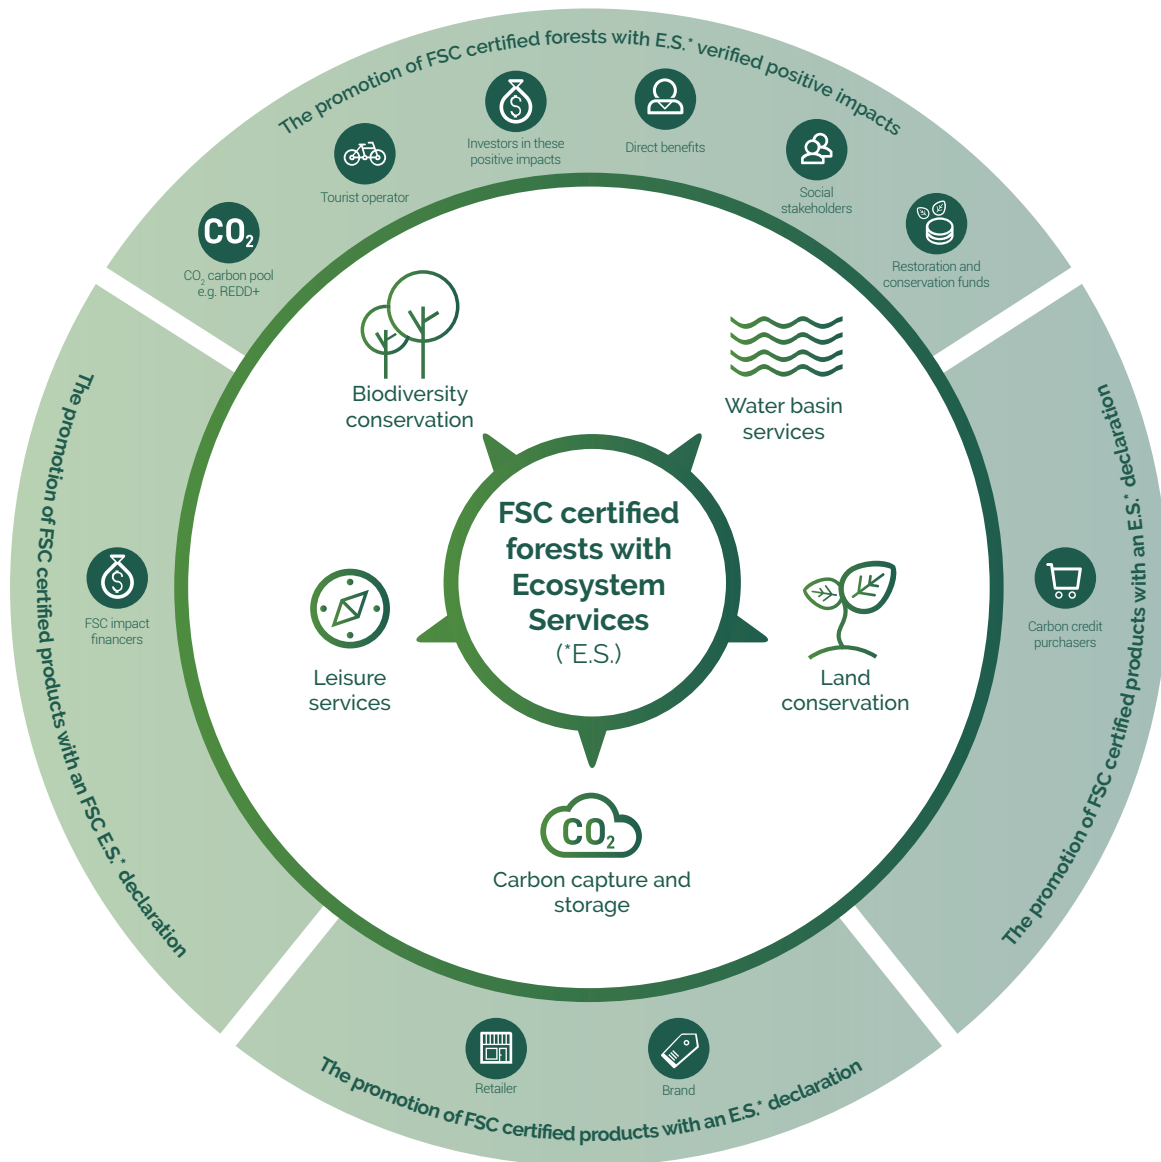 The promotion of FSC certified forests with E.S.* verified positive impacts
CO2
CO2 carbon pool
e.g. REDD+
Tourist operator
Investors in these
positive impacts
Direct benefits
Social
stakeholders
Restoration and
conservation funds
The promotion of FSC certified products with an FSC E.S.* declaration
FSC impact
financers
Biodiversity
conservation
Water basin
services
FSC certified
forests with
Ecosystem
Services
(*E.S.)
Leisure
services
Land
conservation
CO2
Carbon capture and
storage
The promotion of FSC certified products with an E.S.* declaration
Carbon credit
purchasers
Retailer
Brand
The promotion of FSC certified products with an E.S.* declaration